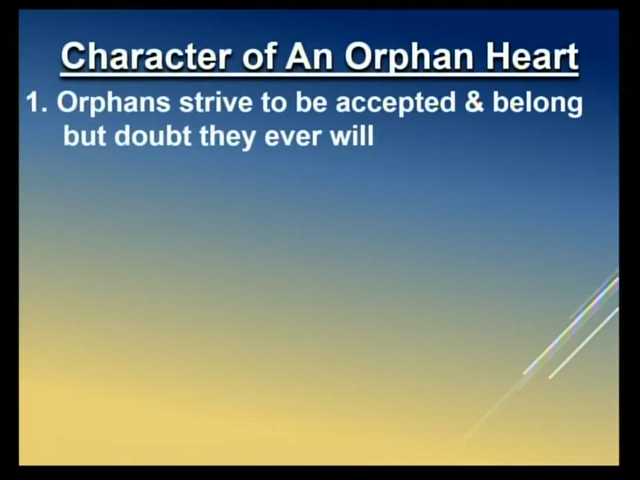 Character of An Orphan Heart
1. Orphans strive to be accepted & belong
but doubt they ever will